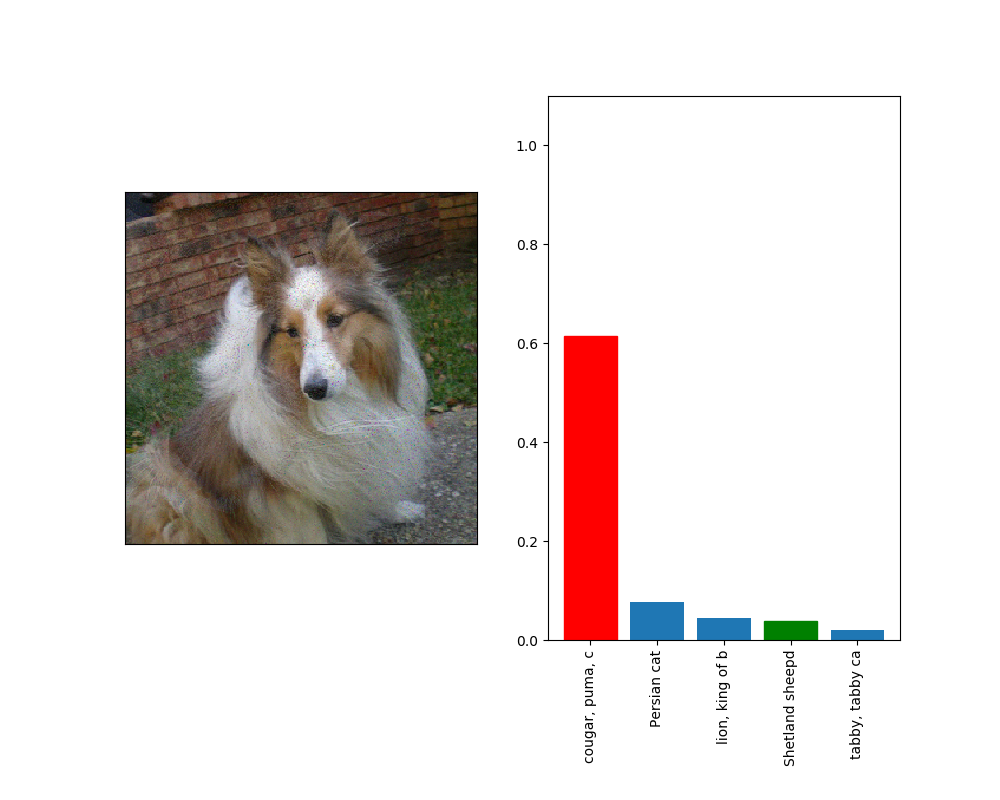 1.0
0.8
0.6
0.4
0.2
0.0
cougar, puma, c
Persian cat
lion, king of b
Shetland sheepd
tabby, tabby ca